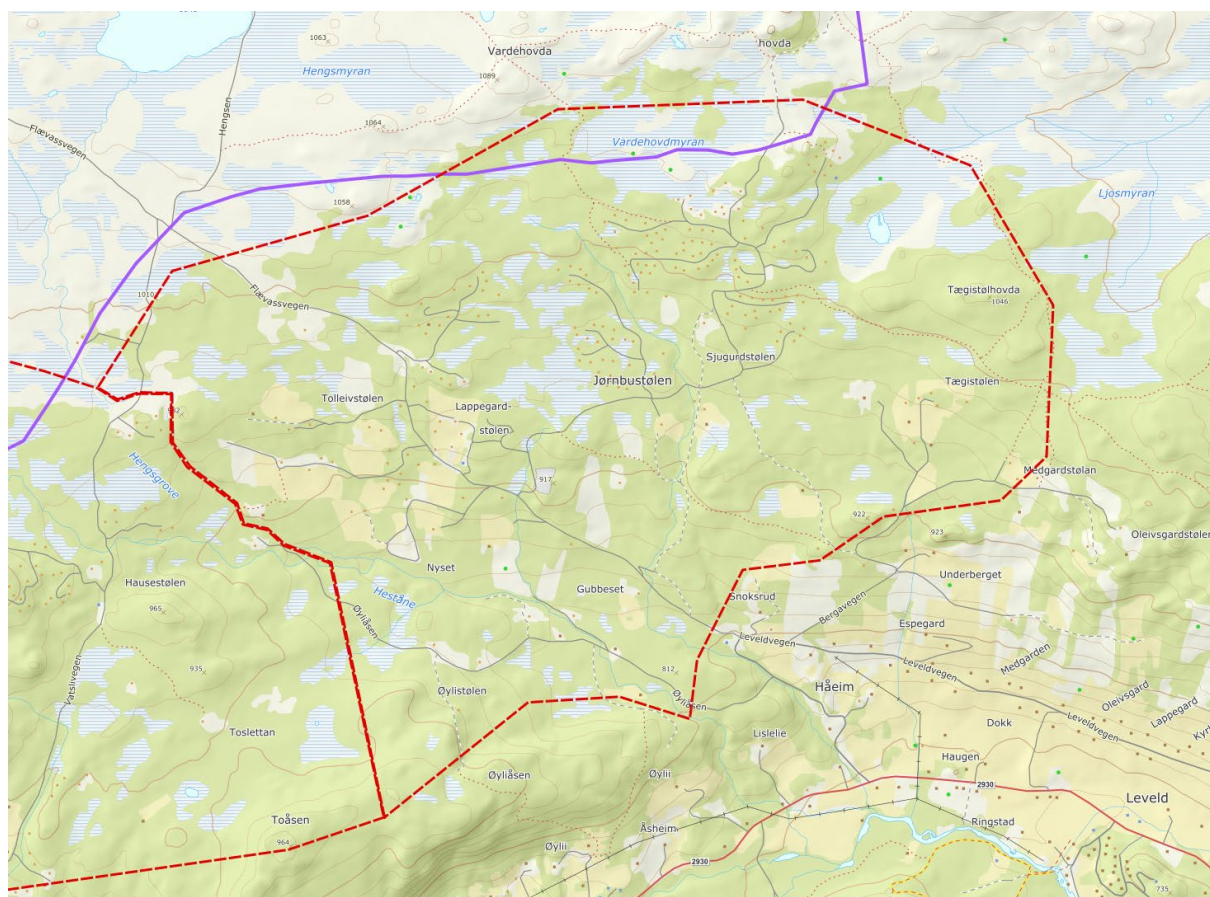 1063
Vardehovda
hovda
Hengsmyran
1089
Hengsen
1064
Flævassvegen
Vardehovdmyran
1058
Ljosmyran
1010
Flævassvegen
Tægistølhovda
1046
Sjugurdstølen
Jørnbustølen
Tægistølen
Tolleivstølen
Lappegard-
stølen
Hengsgrove
917
Medgardstølan
922
923
Oleivsgardstølen
Nyset
Underberget
Hausestølen
Heståne
Gubbeset
Snoksrud
965
Øyliåsen
Bergavegen
Espegard
Leveldvegen
Leveldvegen
Medgarden
935
812
Vatslivegen
Øylistølen
Øyliåsen
Håeim
Oleivsgard
Lappegard
Toslettan
Lislelie
Dokk
Leveldvegen
Haugen
Øyliåsen
Øylii
2930
Leveld
Toåsen
Åsheim
Ringstad
964
Øylii
2930
735